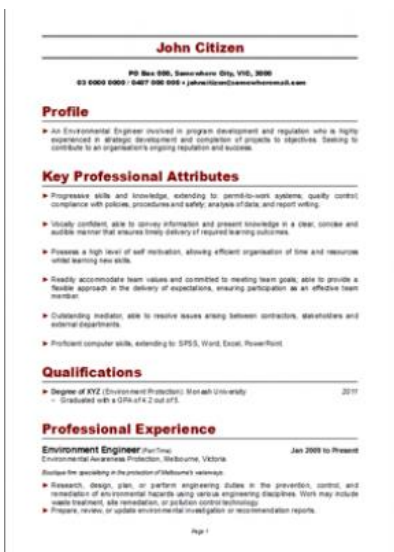 John Citizen
PO Box 000, Somewhere City, VIC, 3000
03 0000 0000 / 0407 000 000 • johncitizen@somewheremail.com
Profile
► An Environmental Engineer involved in program development and regulation who is highly
experienced in strategic development and completion of projects to objectives. Seeking to
contribute to an organisation's ongoing reputation and success.
Key Professional Attributes
► Progressive skills and knowledge, extending to: permit-to-work systems; quality control;
compliance with policies, procedures and safety; analysis of data; and report writing.
► Vocally confident, able to convey information and present knowledge in a clear, concise and
audible manner that ensures timely delivery of required learning outcomes.
► Possess a high level of self motivation, allowing efficient organisation of time and resources
whilst learning new skills.
► Readily accommodate team values and committed to meeting team goals; able to provide a
flexible approach in the delivery of expectations, ensuring participation as an effective team
member.
► Outstanding mediator, able to resolve issues arising between contractors, stakeholders and
external departments.
► Proficient computer skills, extending to: SPSS, Word, Excel, PowerPoint.
Qualifications
► Degree of XYZ (Environment Protection): Monash University 2011
- Graduated with a GPA of 4.2 out of 5.
Professional Experience
Environment Engineer (Part Time) Jan 2009 to Present
Environmental Awareness Protection, Melbourne, Victoria
Boutique firm specialising in the protection of Melbourne's waterways.
► Research, design, plan, or perform engineering duties in the prevention, control, and
remediation of environmental hazards using various engineering disciplines. Work may include
waste treatment, site remediation, or pollution control technology.
► Prepare, review, or update environmental investigation or recommendation reports.
Page 1